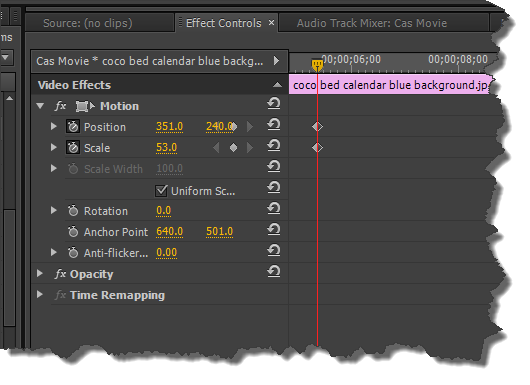 Source: (no clips) Effect Controls × Audio Track Mixer: Cas Movie
ms
Cas Movie * coco bed calendar blue backg... 00;00;06;00 00;00;08;00
Video Effects coco bed calendar blue background.jp
fx Motion
Position 351.0 240.0
Scale 53.0
Scale Width 100.0
Uniform Sc...
Rotation 0.0
Anchor Point 640.0 501.0
Anti-flicker... 0.00
fx Opacity
fx Time Remapping